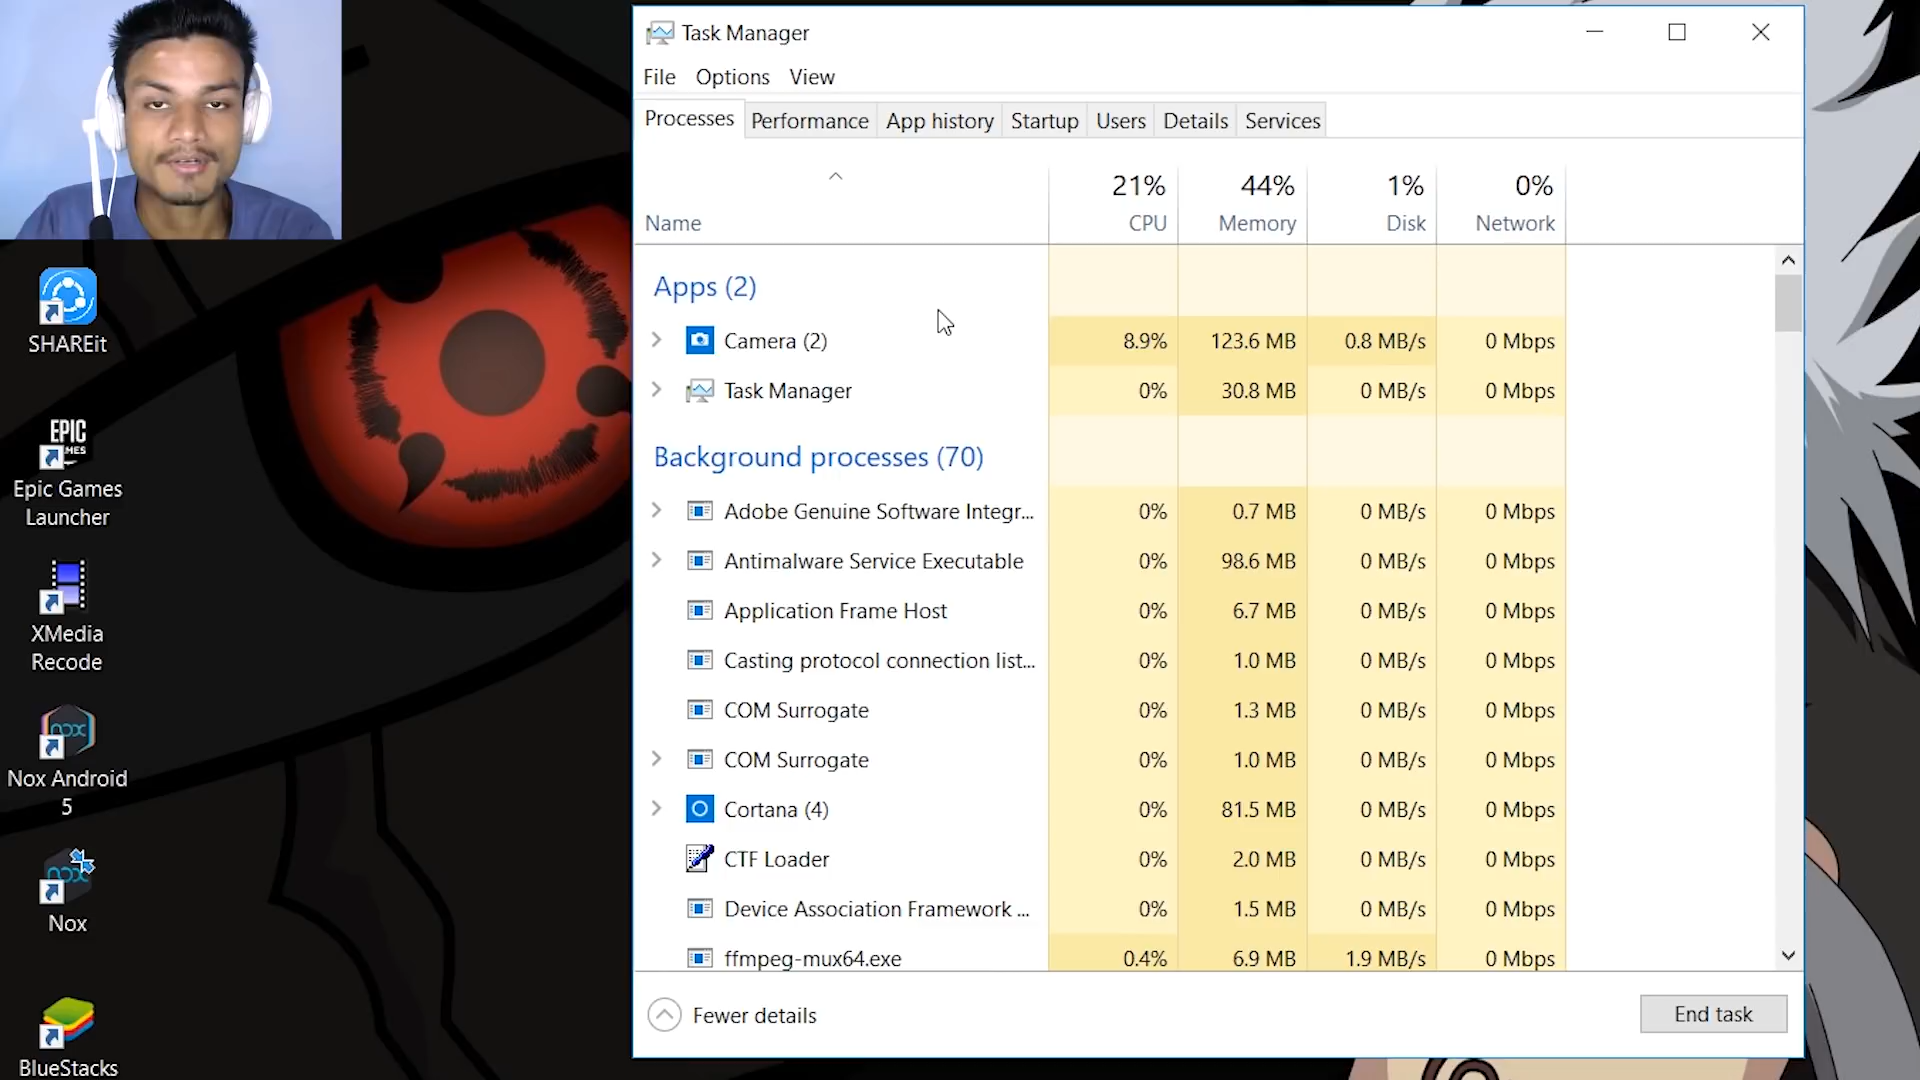 Task Manager
File Options View
Processes Performance App history Startup Users Details Services
21% 44% 1% 0%
Name CPU Memory Disk Network
Apps (2)
Camera (2) 8.9% 123.6 MB 0.8 MB/s 0 Mbps
Task Manager 0% 30.8 MB 0 MB/s 0 Mbps
Background processes (70)
Adobe Genuine Software Integr... 0% 0.7 MB 0 MB/s 0 Mbps
Antimalware Service Executable 0% 98.6 MB 0 MB/s 0 Mbps
Application Frame Host 0% 6.7 MB 0 MB/s 0 Mbps
Casting protocol connection list... 0% 1.0 MB 0 MB/s 0 Mbps
COM Surrogate 0% 1.3 MB 0 MB/s 0 Mbps
COM Surrogate 0% 1.0 MB 0 MB/s 0 Mbps
Cortana (4) 0% 81.5 MB 0 MB/s 0 Mbps
CTF Loader 0% 2.0 MB 0 MB/s 0 Mbps
Device Association Framework ... 0% 1.5 MB 0 MB/s 0 Mbps
ffmpeg-mux64.exe 0.4% 6.9 MB 1.9 MB/s 0 Mbps
Fewer details End task
SHAREit
EPIC
Epic Games
Launcher
XMedia
Recode
nox
Nox Android
5
nox
Nox
BlueStacks